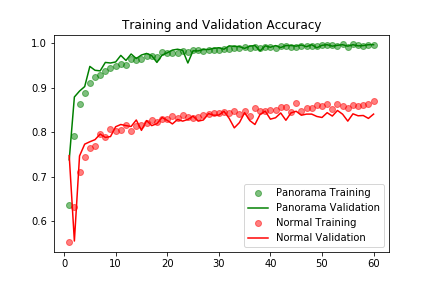 Training and Validation Accuracy
1.0
0.9
0.8
0.7
0.6
0 10 20 30 40 50 60
Panorama Training
Panorama Validation
Normal Training
Normal Validation